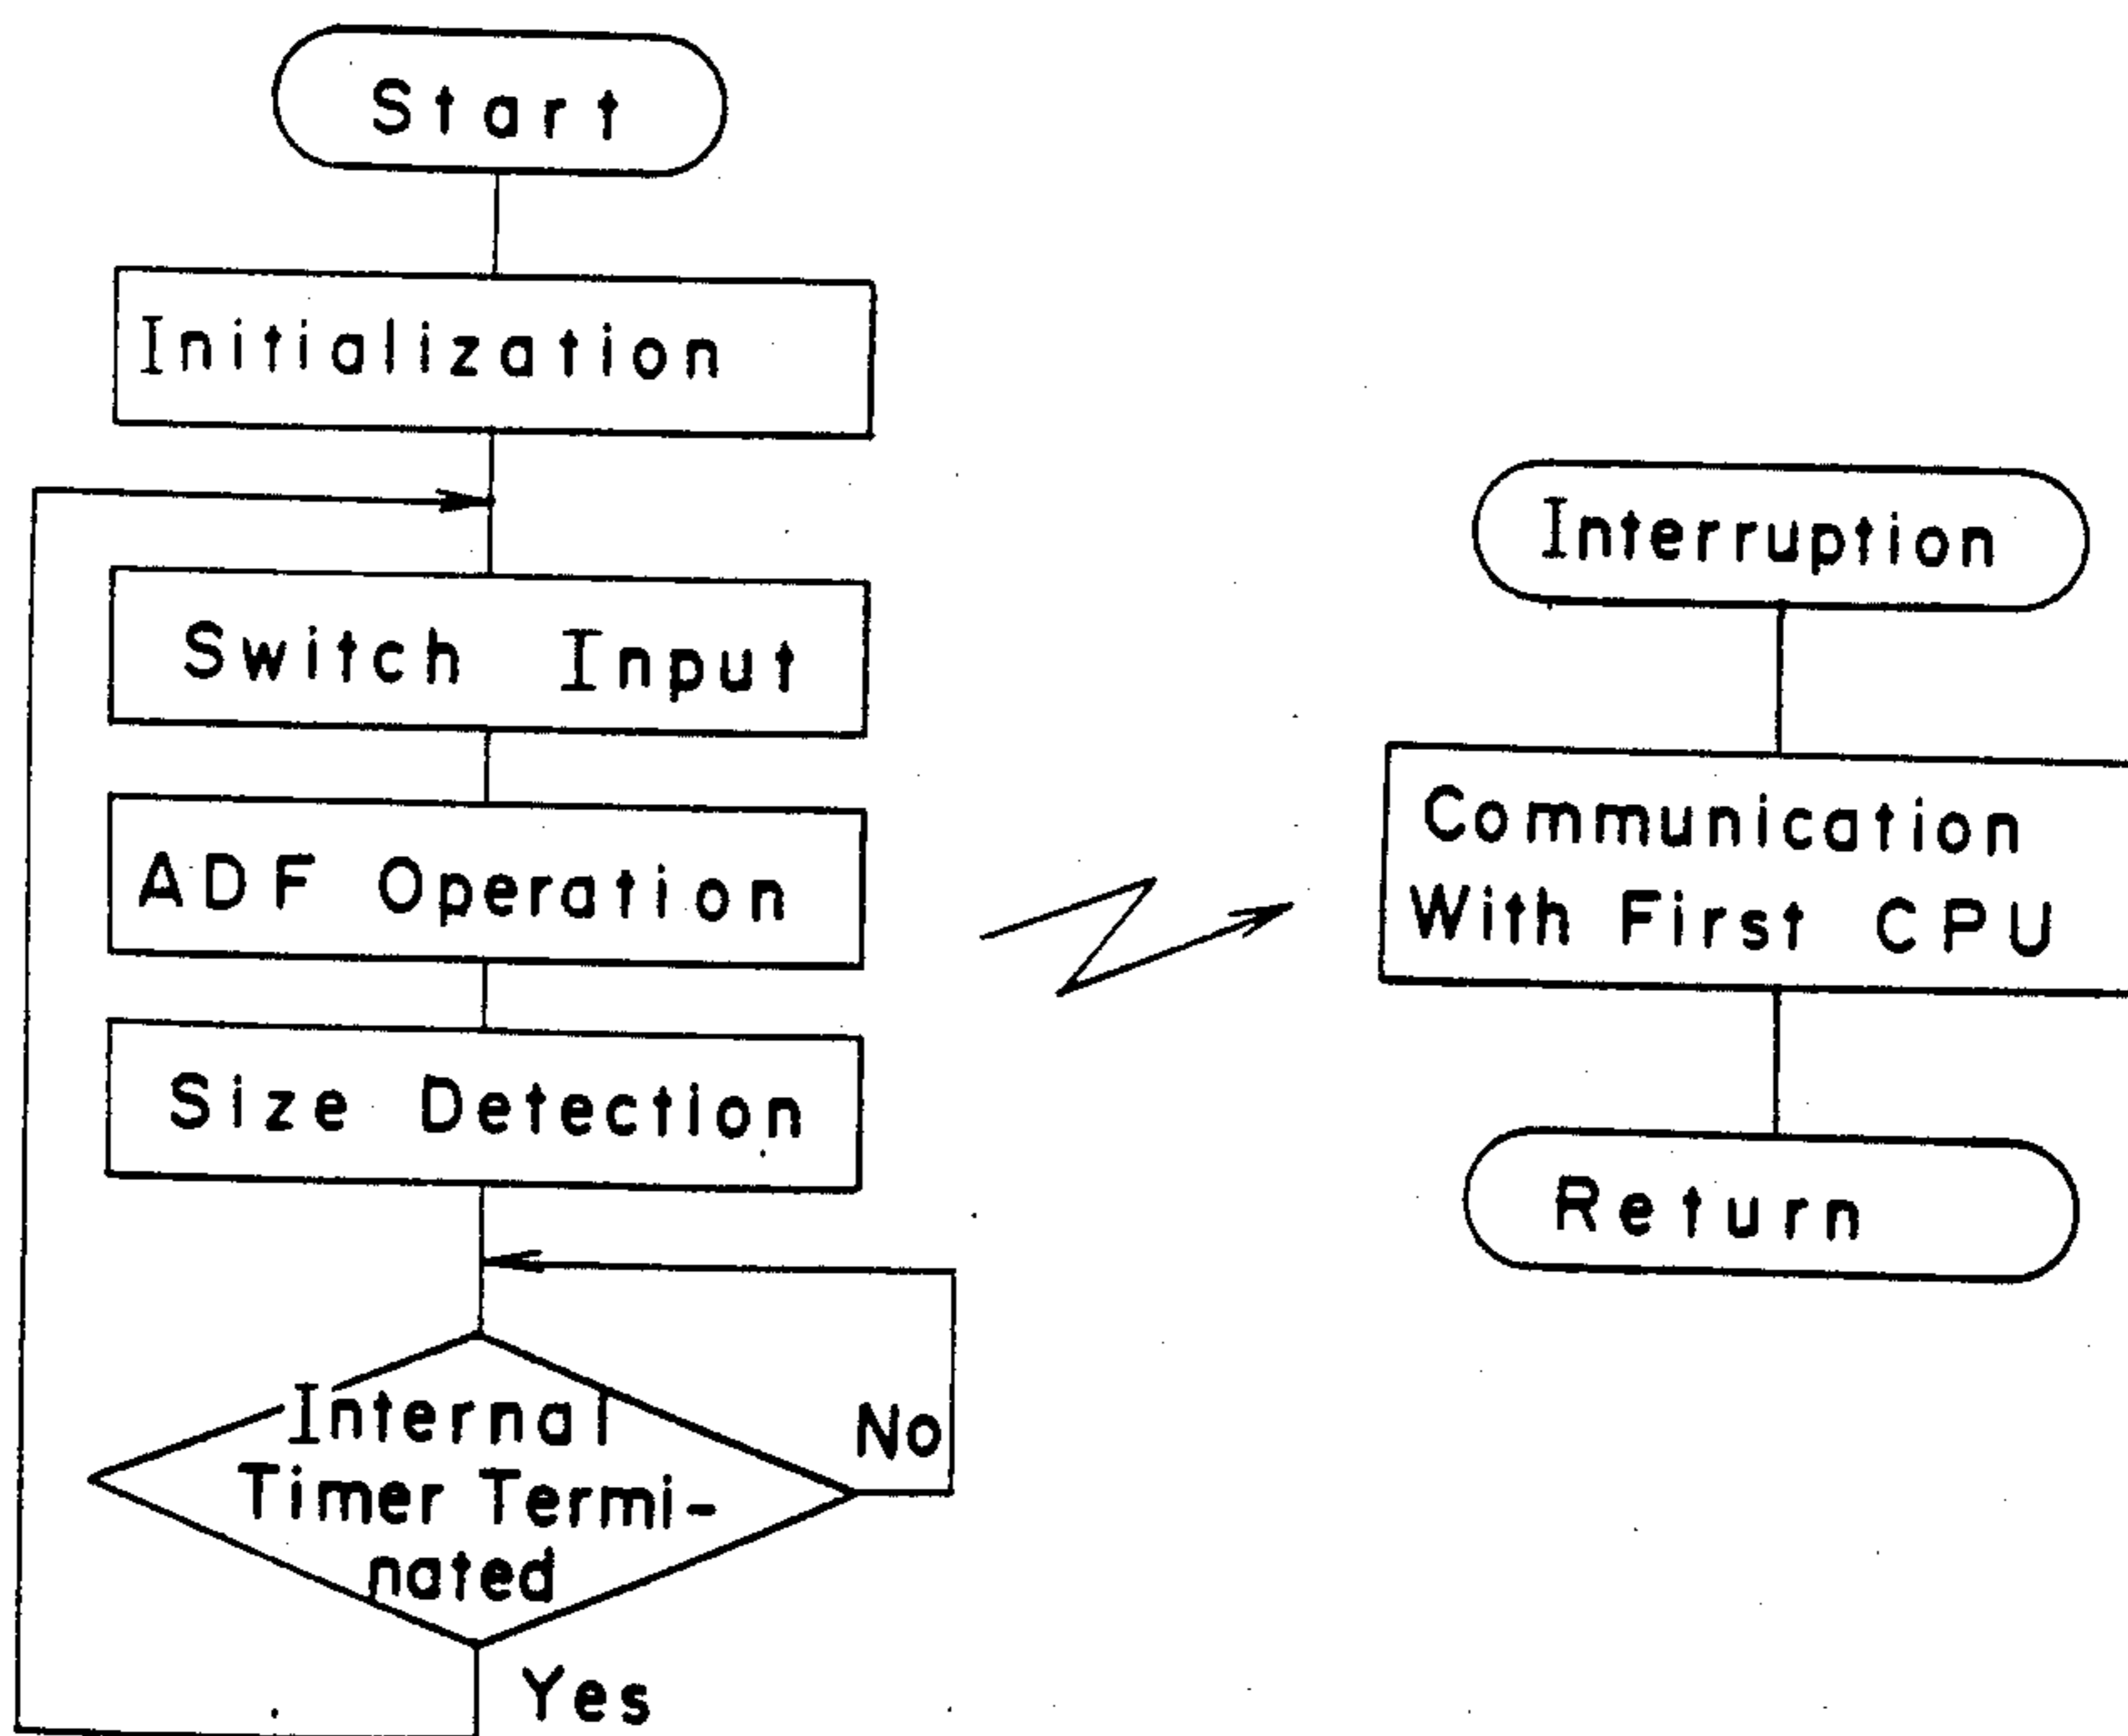 Start
Initialization
Switch Input
ADF Operation
Size Detection
Internal
Timer Termi-
nated
No
Yes
Interruption
Communication
With First CPU
Return